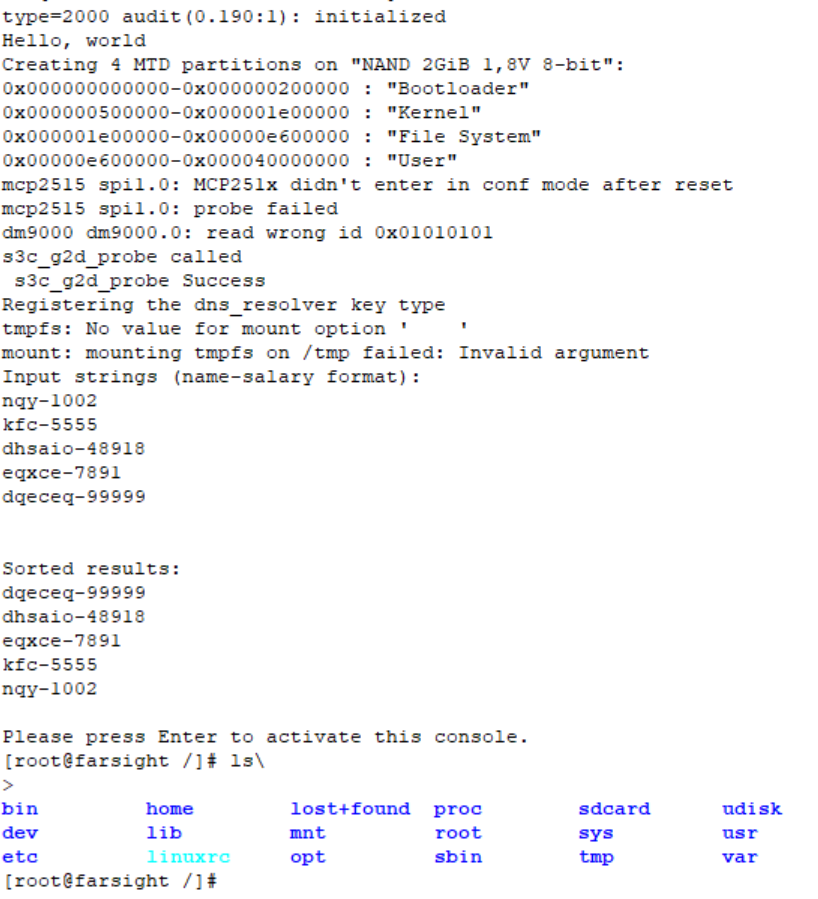 type=2000 audit(0.190:1): initialized
Hello, world
Creating 4 MTD partitions on "NAND 2GiB 1,8V 8-bit":
0x000000000000-0x000000200000 : "Bootloader"
0x000000500000-0x000001e00000 : "Kernel"
0x000001e00000-0x00000e600000 : "File System"
0x00000e600000-0x000040000000 : "User"
mcp2515 spi1.0: MCP251x didn't enter in conf mode after reset
mcp2515 spi1.0: probe failed
dm9000 dm9000.0: read wrong id 0x01010101
s3c_g2d_probe called
 s3c_g2d_probe Success
Registering the dns_resolver key type
tmpfs: No value for mount option '    '
mount: mounting tmpfs on /tmp failed: Invalid argument
Input strings (name-salary format):
nqy-1002
kfc-5555
dhsaio-48918
eqxce-7891
dqeceq-99999
Sorted results:
dqeceq-99999
dhsaio-48918
eqxce-7891
kfc-5555
nqy-1002
Please press Enter to activate this console.
[root@farsight /]# ls\
>
bin         home        lost+found  proc        sdcard      udisk
dev         lib         mnt         root        sys         usr
etc         linuxrc     opt         sbin        tmp         var
[root@farsight /]#